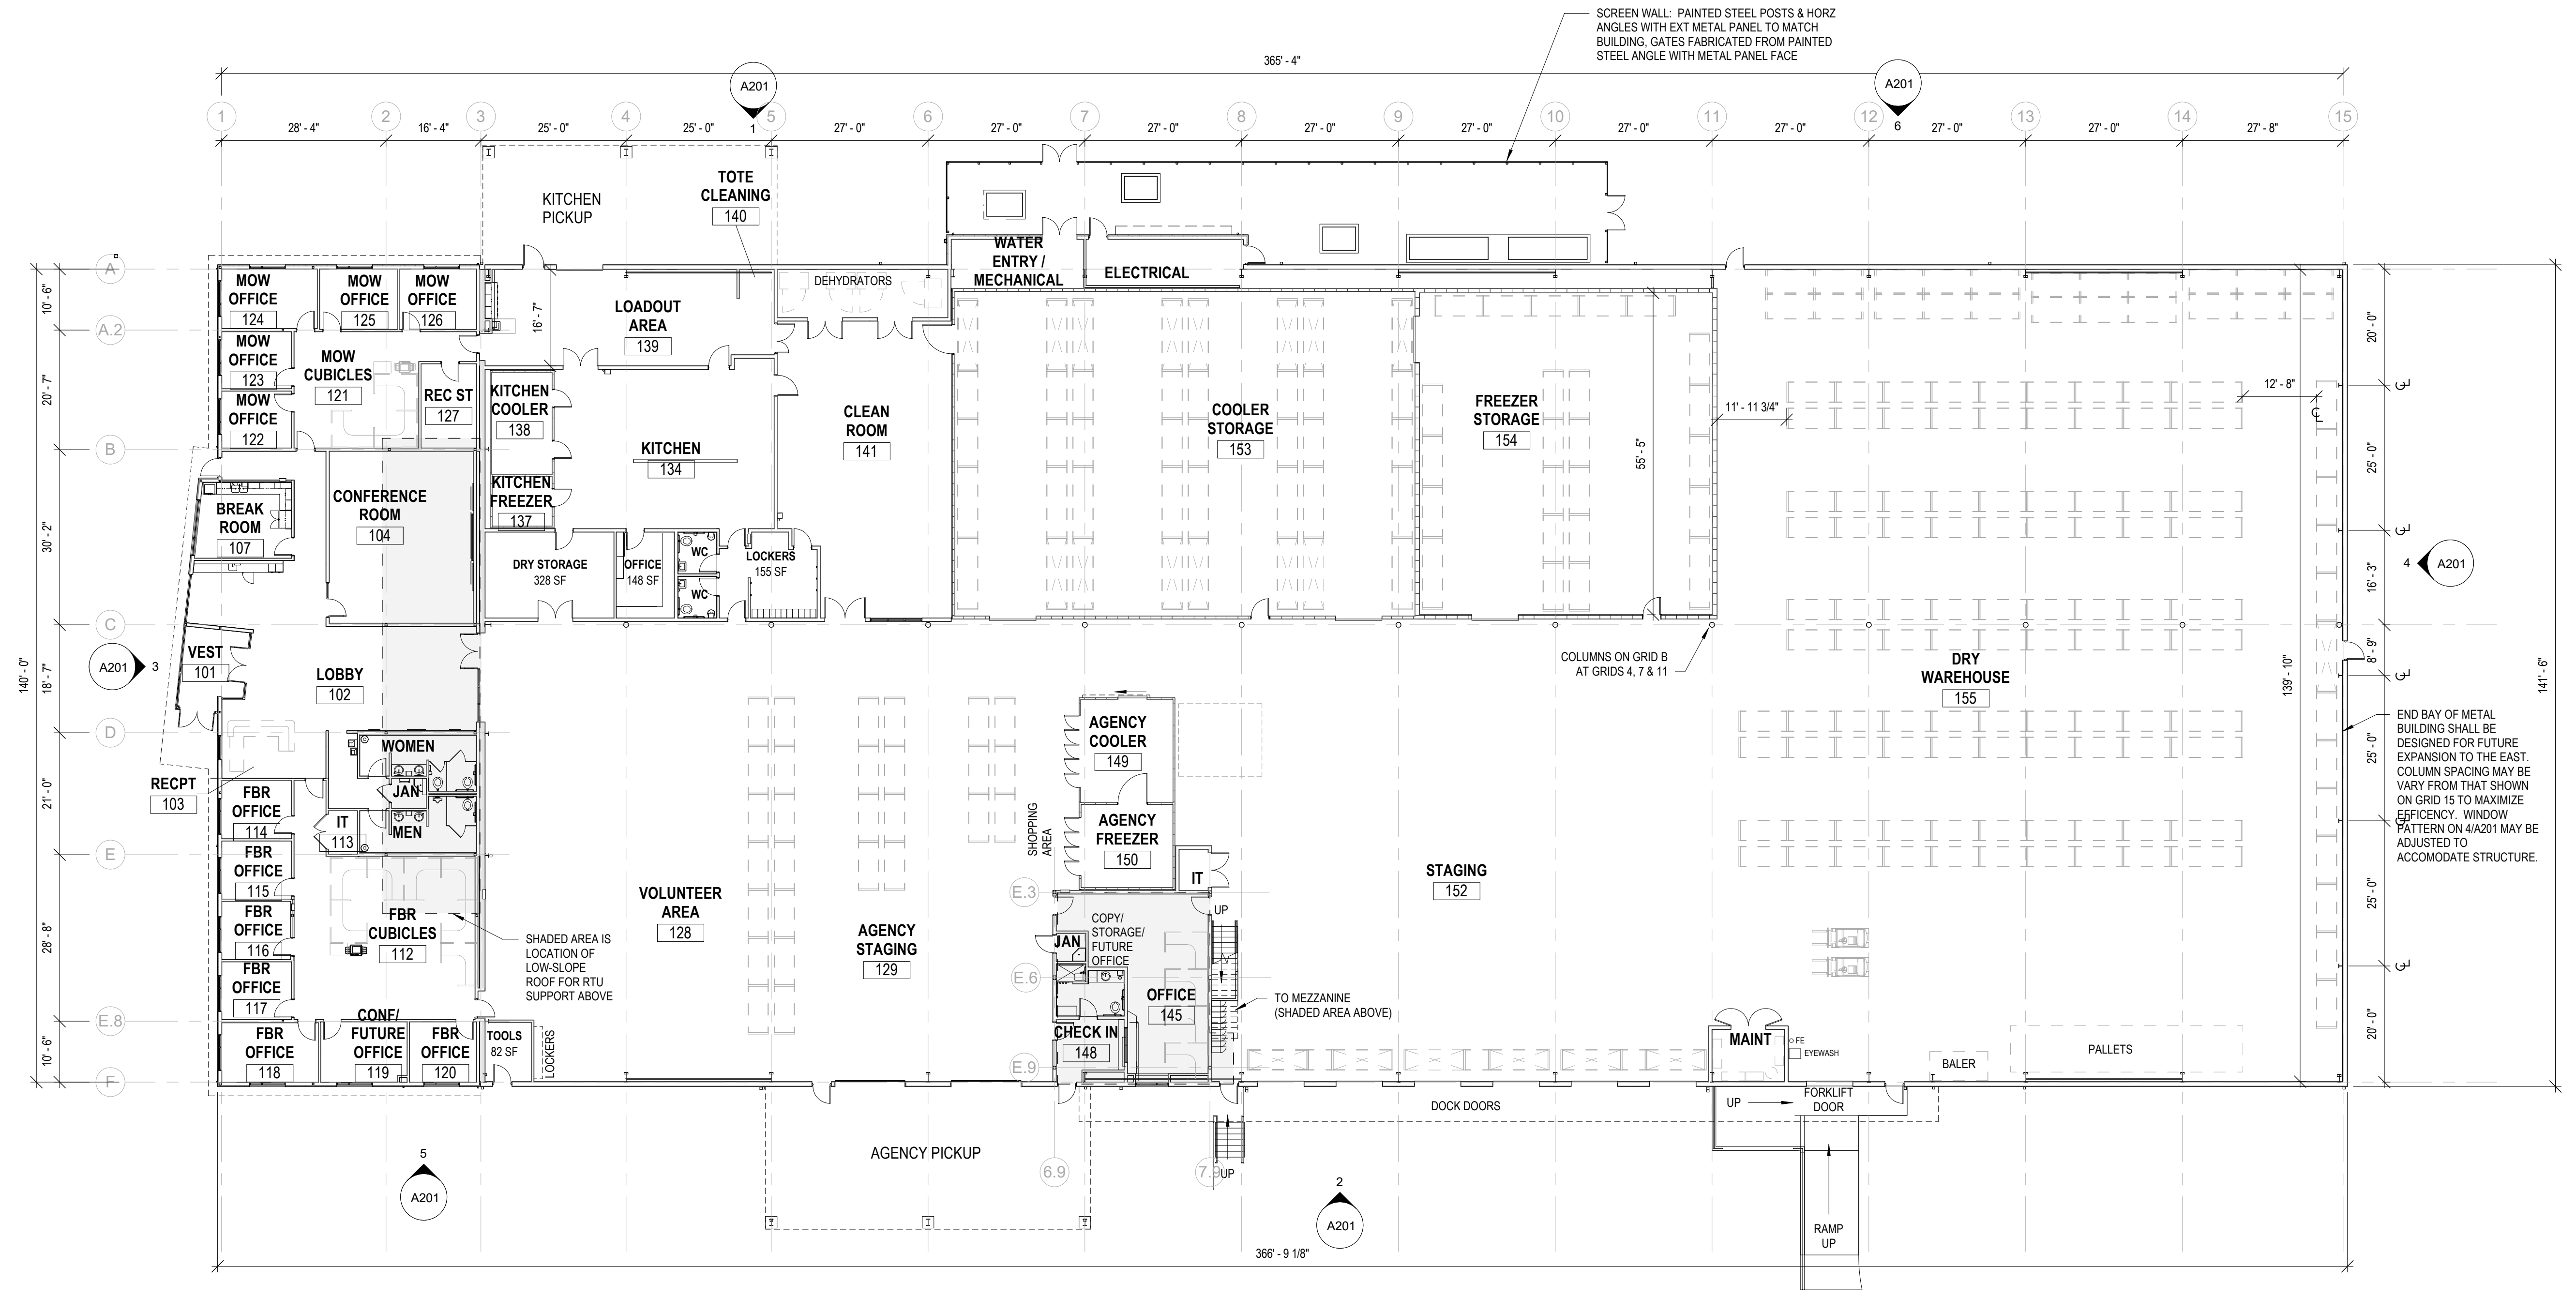 SCREEN WALL: PAINTED STEEL POSTS & HORZ
ANGLES WITH EXT METAL PANEL TO MATCH
BUILDING, GATES FABRICATED FROM PAINTED
STEEL ANGLE WITH METAL PANEL FACE
365' - 4"
A201
1
A201
6
1
2
3
4
5
6
7
8
9
10
11
12
13
14
15
28' - 4"
16' - 4"
25' - 0"
25' - 0"
27' - 0"
27' - 0"
27' - 0"
27' - 0"
27' - 0"
27' - 0"
27' - 0"
27' - 0"
27' - 0"
27' - 8"
KITCHEN
PICKUP
TOTE
CLEANING
140
WATER
ENTRY /
MECHANICAL
ELECTRICAL
DEHYDRATORS
A
A.2
B
C
D
E
E.8
F
10' - 6"
20' - 7"
30' - 2"
18' - 7"
21' - 0"
28' - 8"
10' - 6"
140' - 0"
MOW
OFFICE
124
MOW
OFFICE
125
MOW
OFFICE
126
MOW
OFFICE
123
MOW
OFFICE
122
MOW
CUBICLES
121
REC ST
127
16' - 7"
LOADOUT
AREA
139
KITCHEN
COOLER
138
KITCHEN
FREEZER
137
KITCHEN
134
CLEAN
ROOM
141
COOLER
STORAGE
153
FREEZER
STORAGE
154
55' - 5"
11' - 11 3/4"
12' - 8"
CL
BREAK
ROOM
107
CONFERENCE
ROOM
104
DRY STORAGE
328 SF
OFFICE
148 SF
WC
WC
LOCKERS
155 SF
VEST
101
A201
3
LOBBY
102
COLUMNS ON GRID B
AT GRIDS 4, 7 & 11
DRY
WAREHOUSE
155
139' - 10"
20' - 0"
25' - 0"
16' - 3"
8' - 9"
25' - 0"
25' - 0"
20' - 0"
141' - 6"
CL
CL
CL
CL
CL
4
A201
END BAY OF METAL
BUILDING SHALL BE
DESIGNED FOR FUTURE
EXPANSION TO THE EAST.
COLUMN SPACING MAY BE
VARY FROM THAT SHOWN
ON GRID 15 TO MAXIMIZE
EFFICENCY. WINDOW
PATTERN ON 4/A201 MAY BE
ADJUSTED TO
ACCOMODATE STRUCTURE.
WOMEN
JAN
MEN
RECPT
103
IT
113
FBR
OFFICE
114
FBR
OFFICE
115
FBR
OFFICE
116
FBR
OFFICE
117
FBR
OFFICE
118
CONF/
FUTURE
OFFICE
119
FBR
OFFICE
120
FBR
CUBICLES
112
SHADED AREA IS
LOCATION OF
LOW-SLOPE
ROOF FOR RTU
SUPPORT ABOVE
TOOLS
82 SF
LOCKERS
VOLUNTEER
AREA
128
AGENCY
STAGING
129
SHOPPING
AREA
AGENCY
COOLER
149
AGENCY
FREEZER
150
IT
E.3
E.6
E.9
COPY/
STORAGE/
FUTURE
OFFICE
JAN
UP
OFFICE
145
CHECK IN
148
TO MEZZANINE
(SHADED AREA ABOVE)
STAGING
152
MAINT
FE
EYEWASH
BALER
PALLETS
DOCK DOORS
UP
FORKLIFT
DOOR
AGENCY PICKUP
6.9
7.9
UP
5
A201
2
A201
RAMP
UP
366' - 9 1/8"